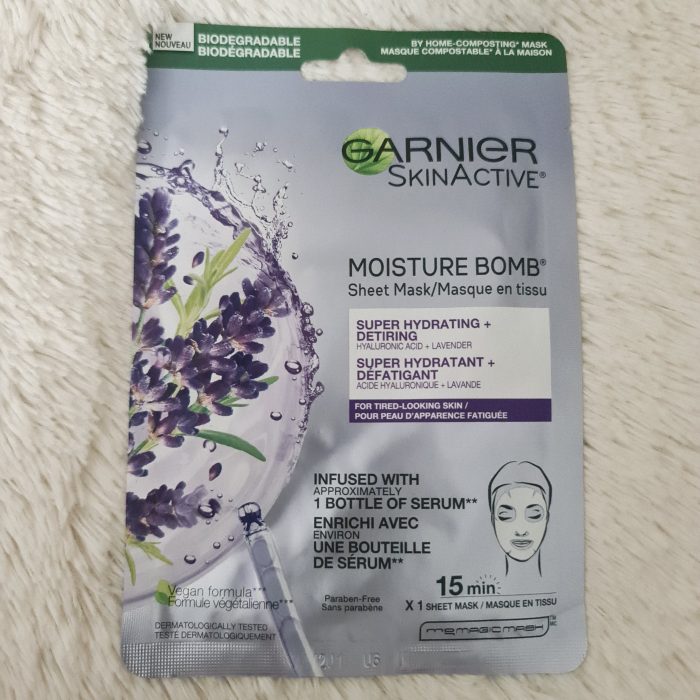 NEW
NOUVEAU
BIODEGRADABLE
BIODÉGRADABLE
BY HOME-COMPOSTING* MASK
MASQUE COMPOSTABLE* À LA MAISON
GARNIER
SKINACTIVE®
MOISTURE BOMB®
Sheet Mask/Masque en tissu
SUPER HYDRATING +
DETIRING
HYALURONIC ACID + LAVENDER
SUPER HYDRATANT +
DÉFATIGANT
ACIDE HYALURONIQUE + LAVANDE
FOR TIRED-LOOKING SKIN /
POUR PEAU D'APPARENCE FATIGUÉE
INFUSED WITH
APPROXIMATELY
1 BOTTLE OF SERUM**
ENRICHI AVEC
ENVIRON
UNE BOUTEILLE
DE SÉRUM**
Vegan formula***
Formule végétalienne***
DERMATOLOGICALLY TESTED
TESTÉ DERMATOLOGIQUEMENT
Paraben-Free
Sans parabène
15 min
X 1 SHEET MASK / MASQUE EN TISSU
MEMAGICMASK
TM
MC